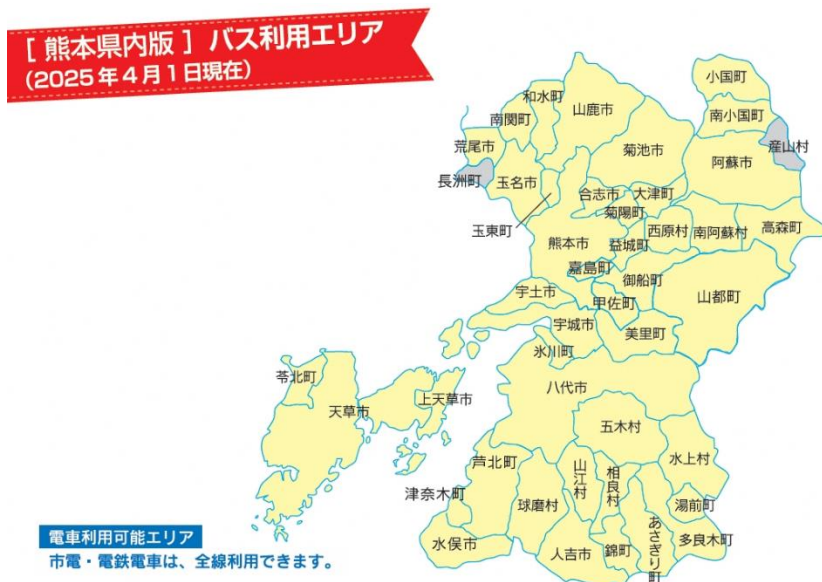 ［ 熊本県内版 ］ バス利用エリア
（2025年4月1日現在）
小国町
和水町
山鹿市
南小国町
南関町
荒尾市
菊池市
産山村
阿蘇市
長洲町
玉名市
合志市
大津町
菊陽町
玉東町
熊本市
益城町
西原村
南阿蘇村
高森町
嘉島町
御船町
宇土市
甲佐町
山都町
宇城市
美里町
氷川町
苓北町
八代市
上天草市
天草市
五木村
水上村
芦北町
山江村
相良村
津奈木町
湯前町
球磨村
あさぎり町
多良木町
水俣市
人吉市
錦町
電車利用可能エリア
市電・電鉄電車は、全線利用できます。